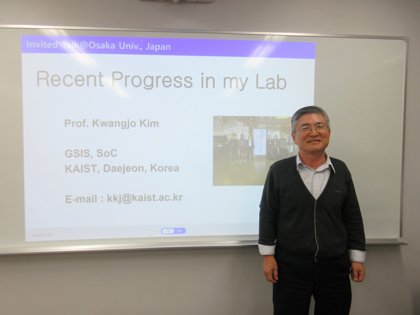 Invited Talk@Osaka Univ., Japan
Recent Progress in my Lab
Prof. Kwangjo Kim
GSIS, SoC
KAIST, Daejeon, Korea
E-mail : kkj@kaist.ac.kr